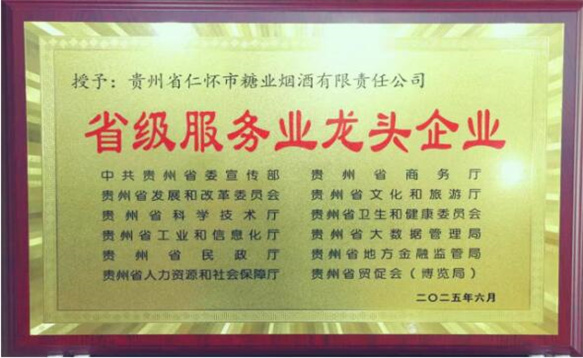 授予：贵州省仁怀市糖业烟酒有限责任公司
省级服务业龙头企业
中共贵州省委宣传部 贵州省商务厅
贵州省发展和改革委员会 贵州省文化和旅游厅
贵州省科学技术厅 贵州省卫生和健康委员会
贵州省工业和信息化厅 贵州省大数据管理局
贵州省民政厅 贵州省地方金融监管局
贵州省人力资源和社会保障厅 贵州省贸促会（博览局）
二〇二五年六月